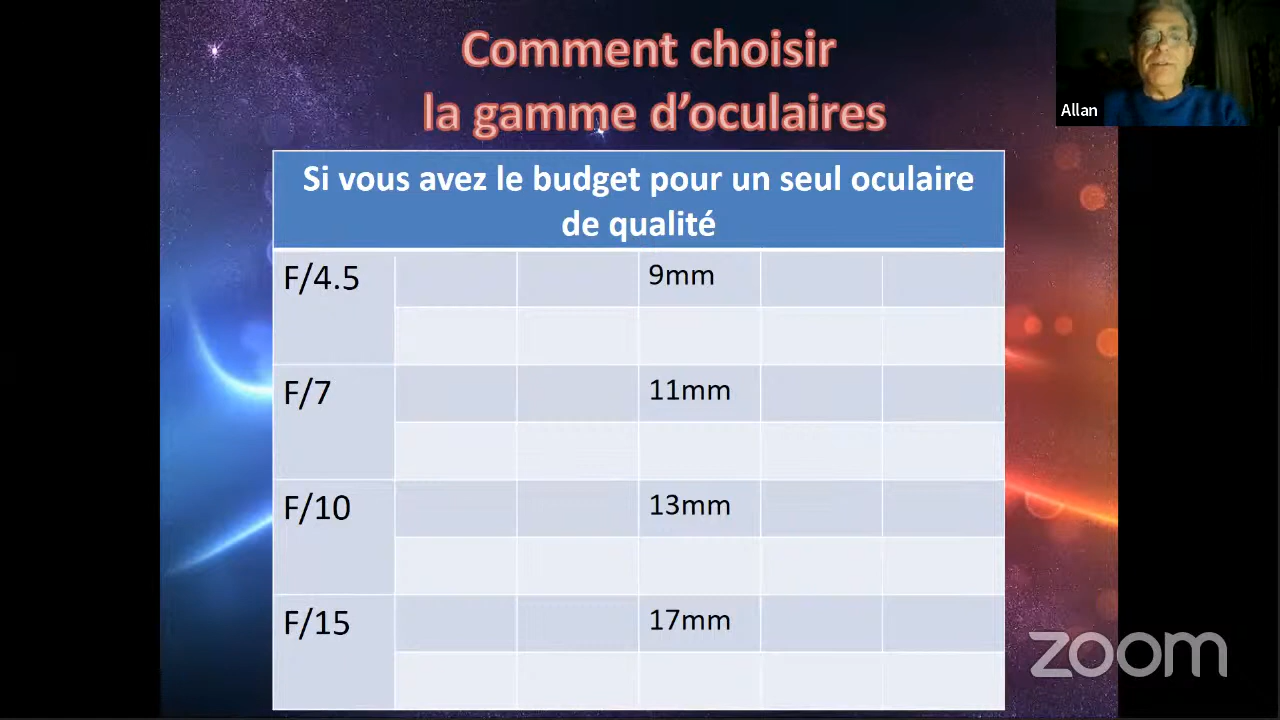 Comment choisir
la gamme d’oculaires
Allan
Si vous avez le budget pour un seul oculaire
de qualité
F/4.5 9mm
F/7 11mm
F/10 13mm
F/15 17mm
zoom